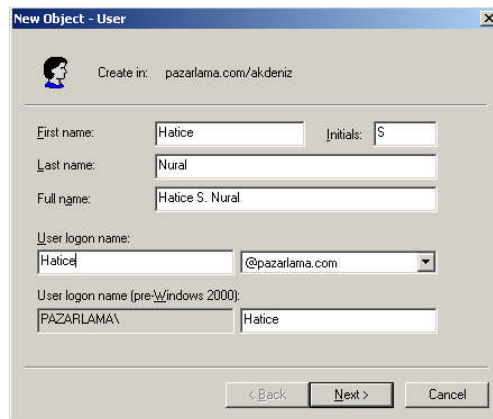 New Object - User
Create in: pazarlama.com/akdeniz
First name: Hatice Initials: S
Last name: Nural
Full name: Hatice S. Nural
User logon name:
Hatice @pazarlama.com
User logon name (pre-Windows 2000):
PAZARLAMA\ Hatice
< Back Next > Cancel